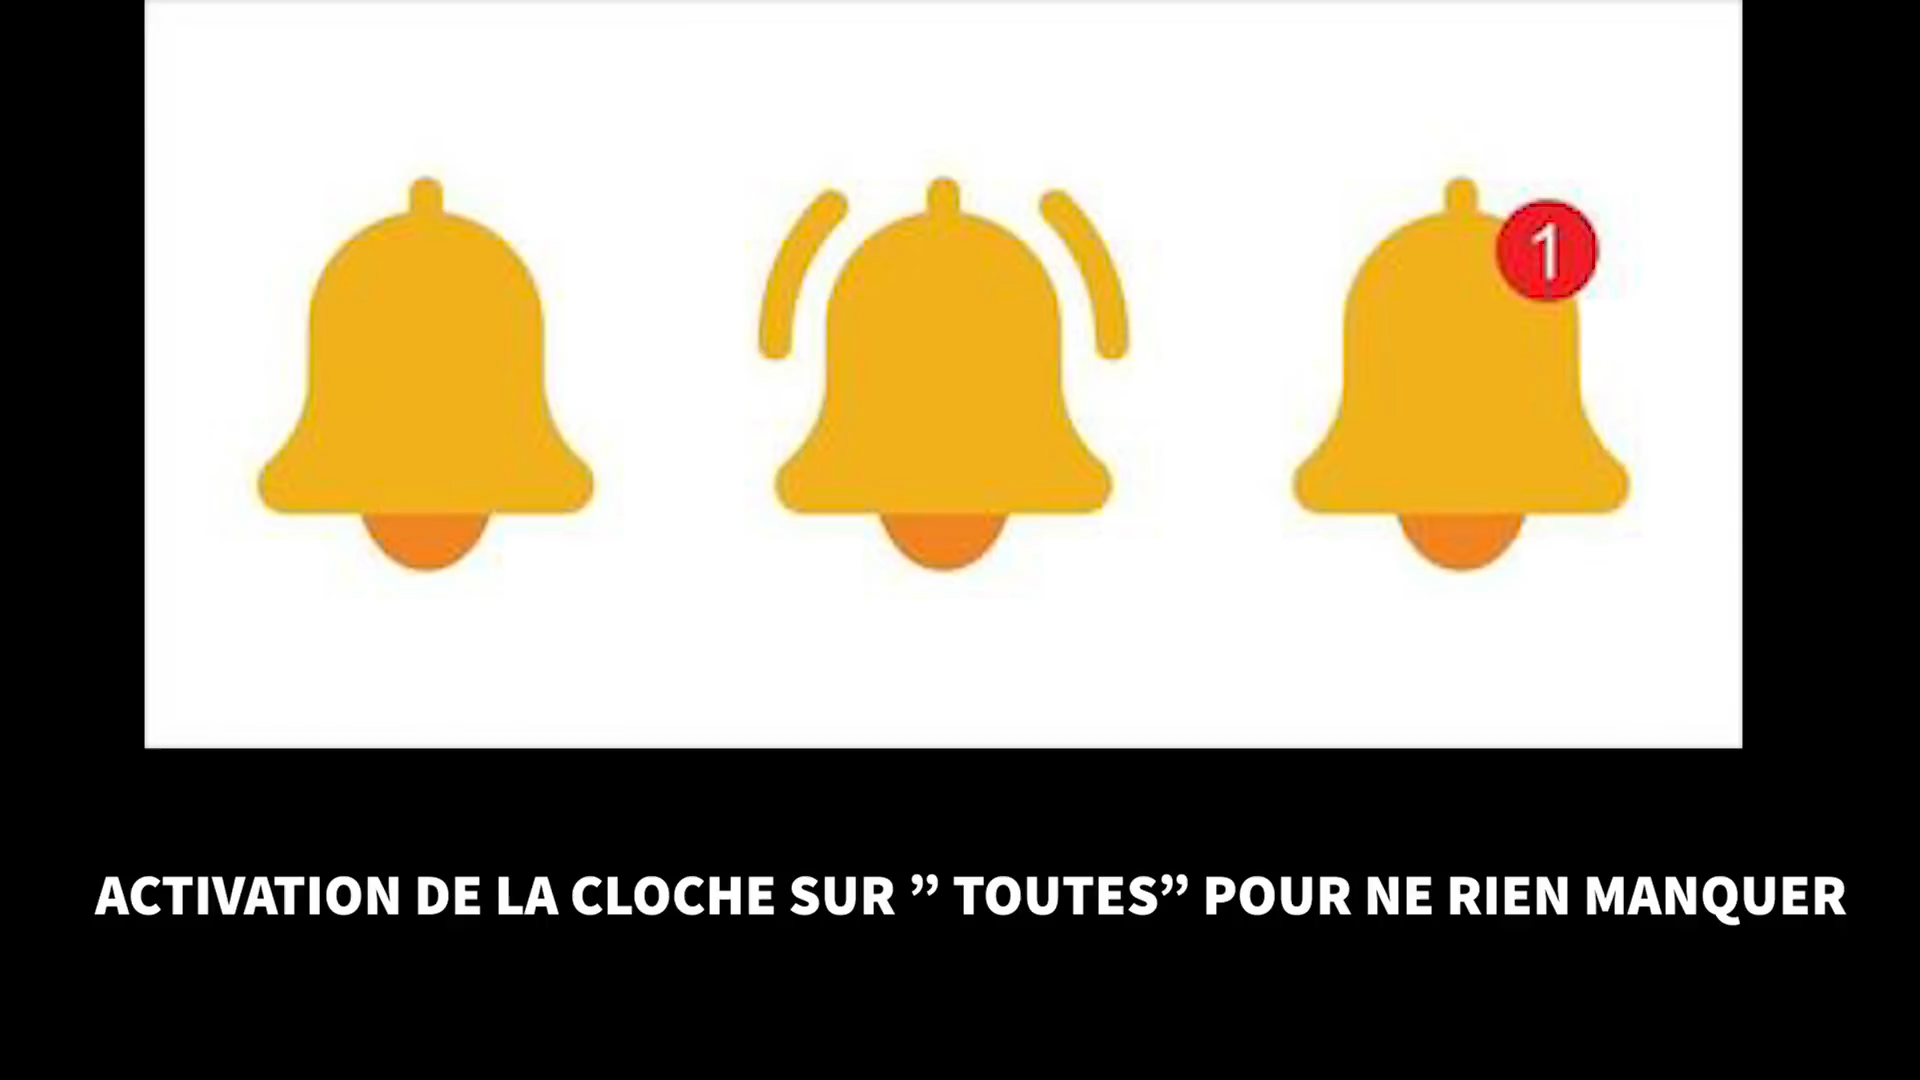 1
ACTIVATION DE LA CLOCHE SUR ” TOUTES” POUR NE RIEN MANQUER